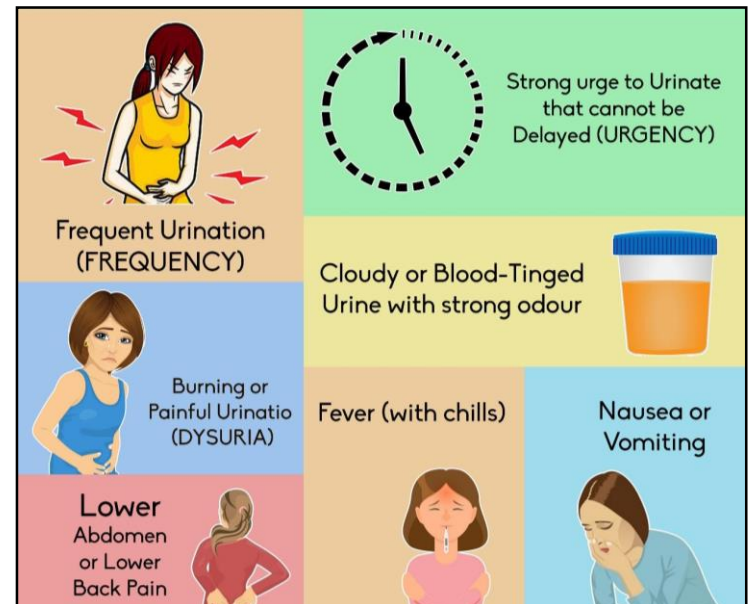 Frequent Urination
(FREQUENCY)
Strong urge to Urinate
that cannot be
Delayed (URGENCY)
Cloudy or Blood-Tinged
Urine with strong odour
Burning or
Painful Urinatio
(DYSURIA)
Fever (with chills)
Nausea or
Vomiting
Lower
Abdomen
or Lower
Back Pain